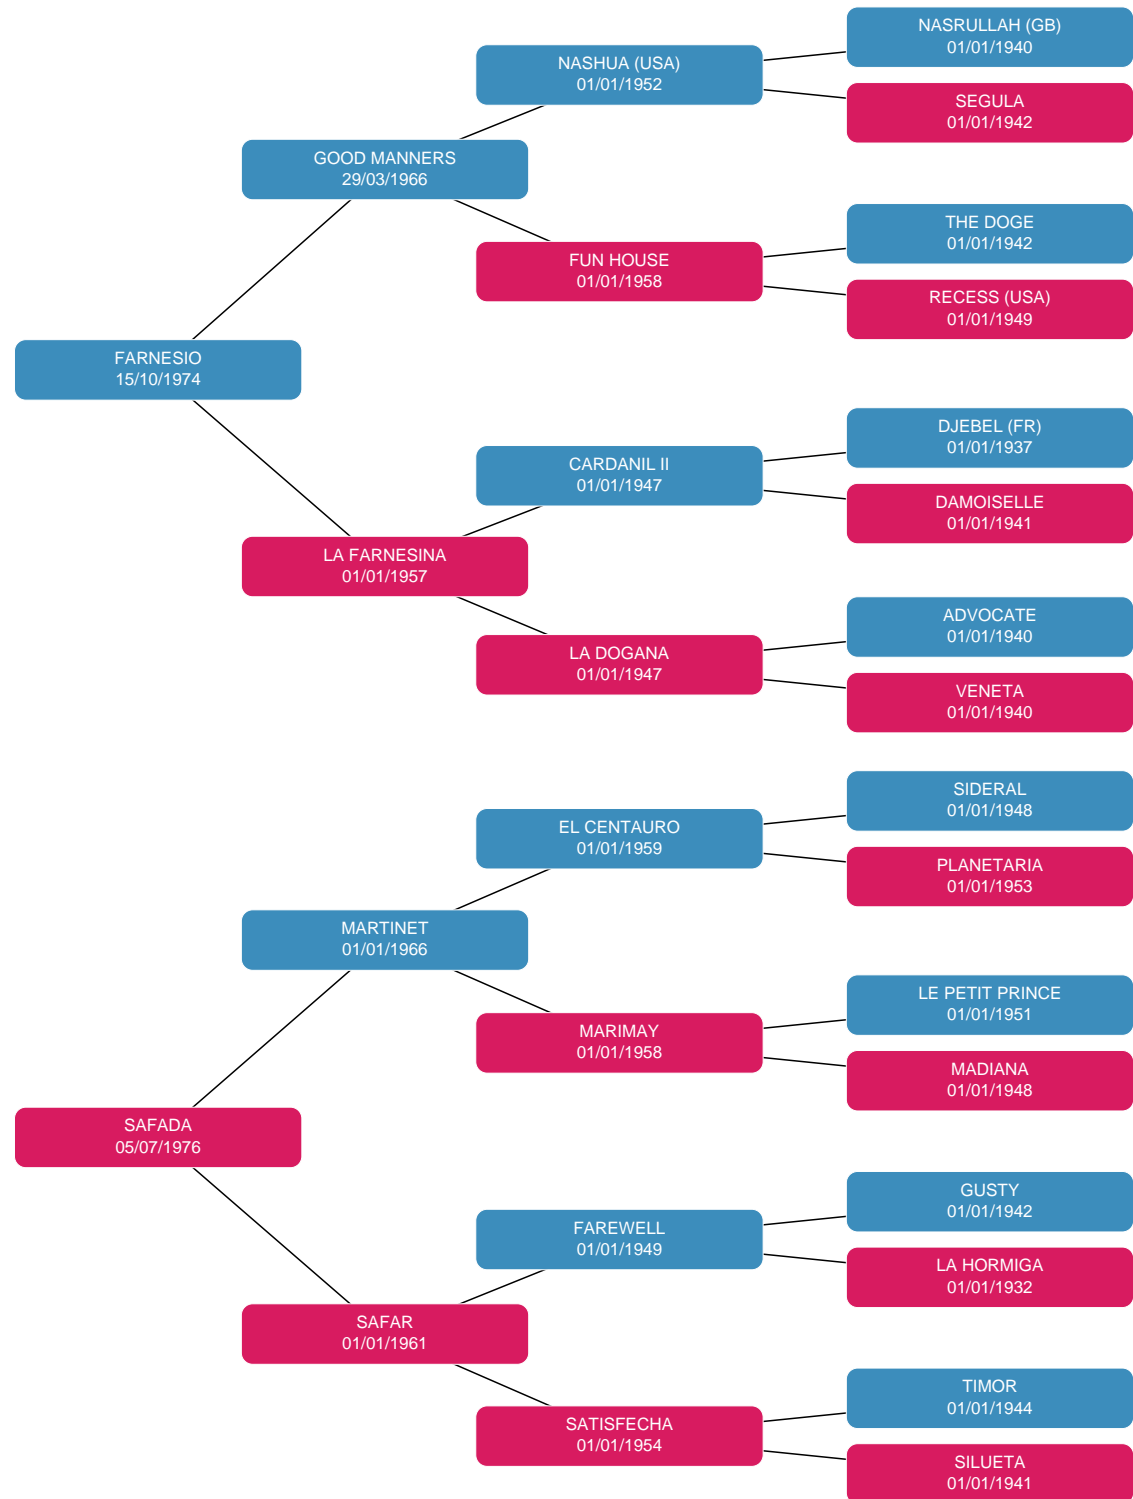 NASRULLAH (GB)
01/01/1940
NASHUA (USA)
01/01/1952
SEGULA
01/01/1942
GOOD MANNERS
29/03/1966
THE DOGE
01/01/1942
FUN HOUSE
01/01/1958
RECESS (USA)
01/01/1949
FARNESIO
15/10/1974
DJEBEL (FR)
01/01/1937
CARDANIL II
01/01/1947
DAMOISELLE
01/01/1941
LA FARNESINA
01/01/1957
ADVOCATE
01/01/1940
LA DOGANA
01/01/1947
VENETA
01/01/1940
SIDERAL
01/01/1948
EL CENTAURO
01/01/1959
PLANETARIA
01/01/1953
MARTINET
01/01/1966
LE PETIT PRINCE
01/01/1951
MARIMAY
01/01/1958
MADIANA
01/01/1948
SAFADA
05/07/1976
GUSTY
01/01/1942
FAREWELL
01/01/1949
LA HORMIGA
01/01/1932
SAFAR
01/01/1961
TIMOR
01/01/1944
SATISFECHA
01/01/1954
SILUETA
01/01/1941